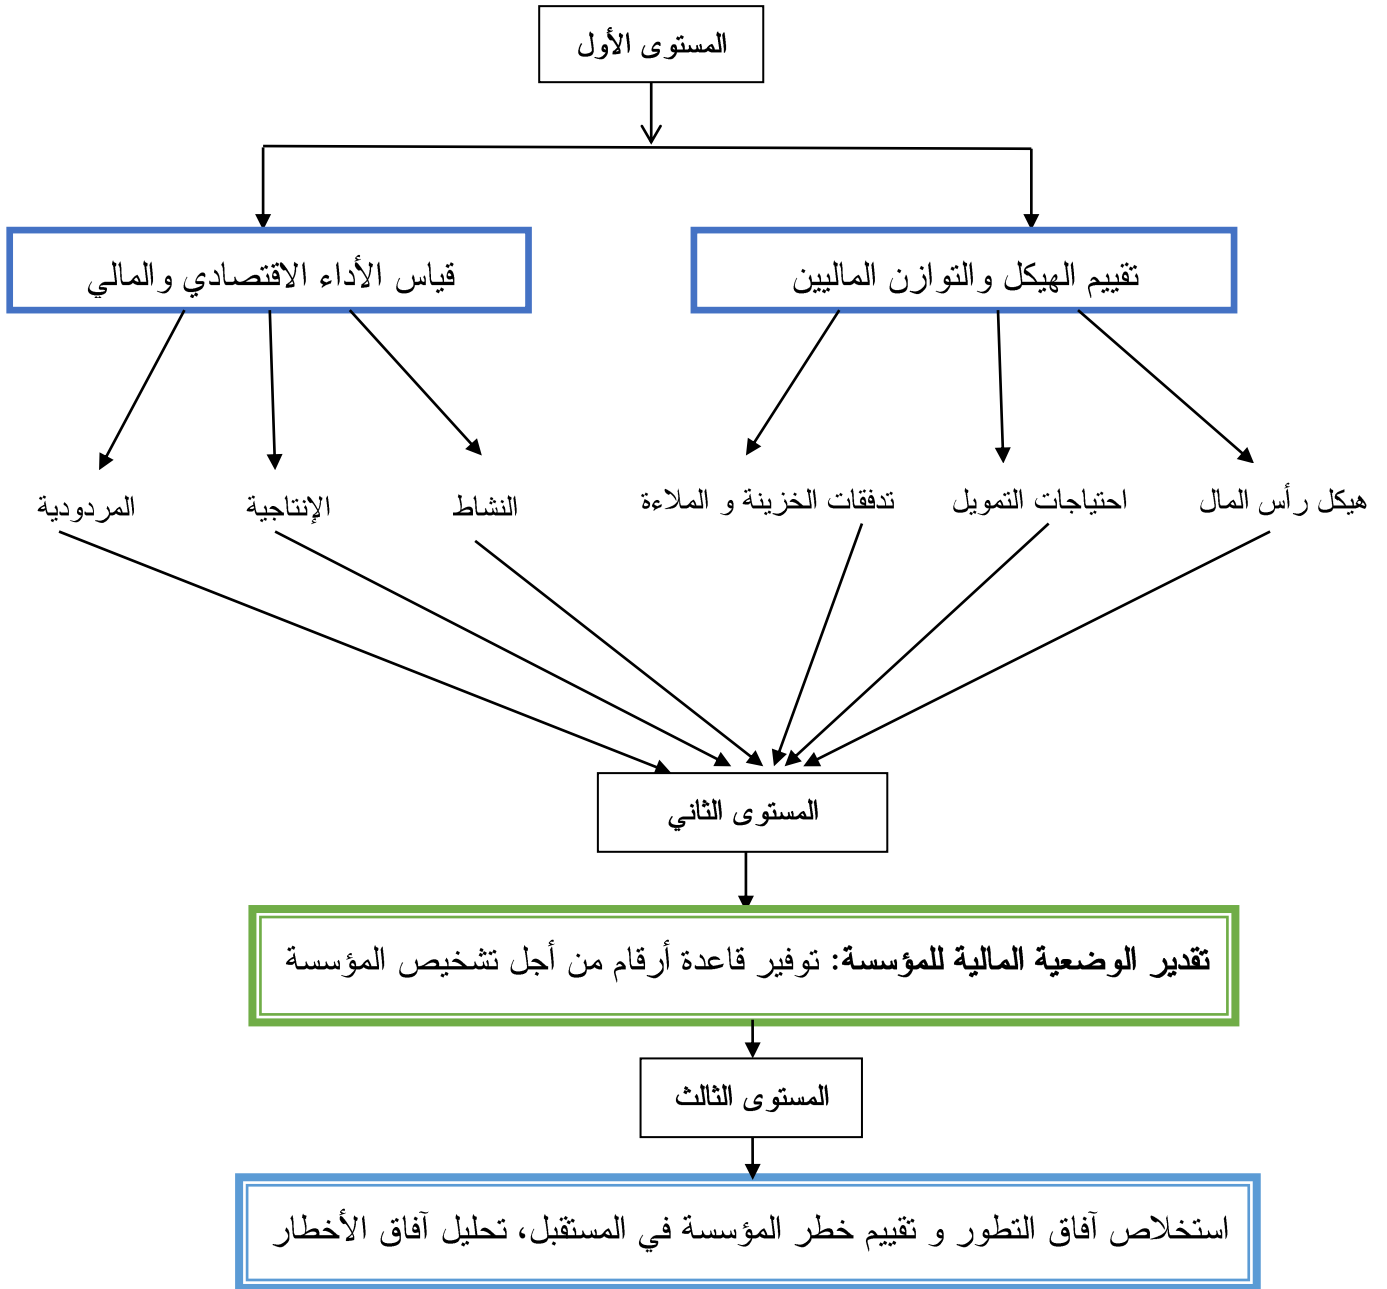 المستوى الأول
تقييم الهيكل والتوازن الماليين
قياس الأداء الاقتصادي والمالي
هيكل رأس المال
احتياجات التمويل
تدفقات الخزينة و الملاءة
النشاط
الإنتاجية
المردودية
المستوى الثاني
تقدير الوضعية المالية للمؤسسة: توفير قاعدة أرقام من أجل تشخيص المؤسسة
المستوى الثالث
استخلاص آفاق التطور و تقييم خطر المؤسسة في المستقبل، تحليل آفاق الأخطار